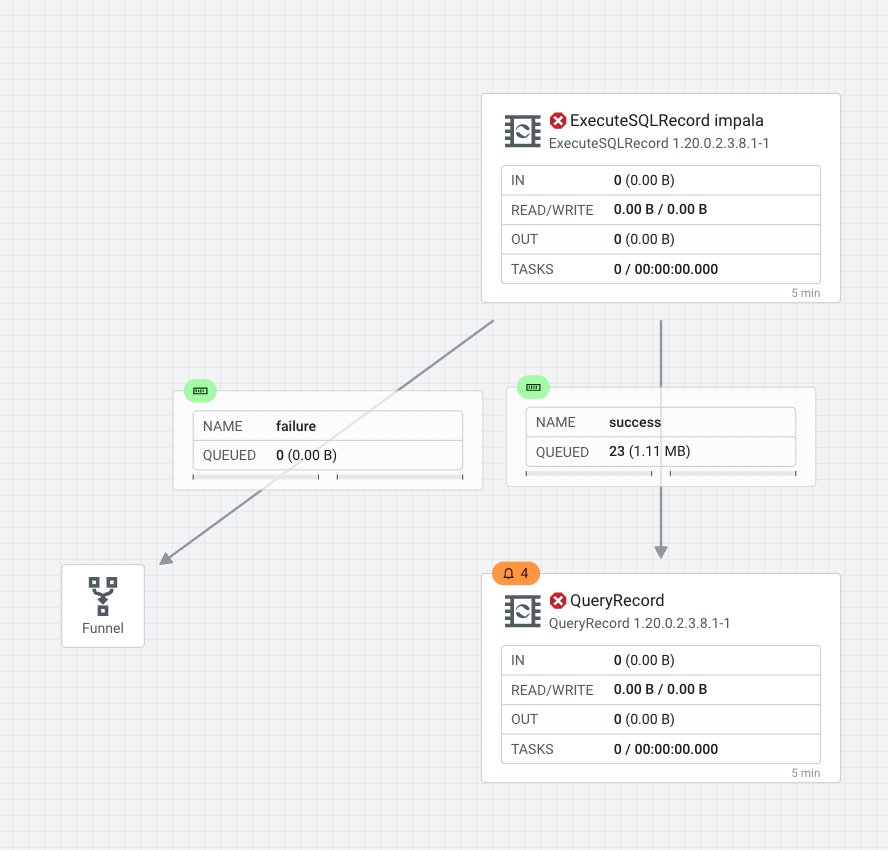 ExecuteSQLRecord impala
ExecuteSQLRecord 1.20.0.2.3.8.1-1
IN 0 (0.00 B)
READ/WRITE 0.00 B / 0.00 B
OUT 0 (0.00 B)
TASKS 0 / 00:00:00.000
5 min
NAME failure
QUEUED 0 (0.00 B)
NAME success
QUEUED 23 (1.11 MB)
Funnel
4
QueryRecord
QueryRecord 1.20.0.2.3.8.1-1
IN 0 (0.00 B)
READ/WRITE 0.00 B / 0.00 B
OUT 0 (0.00 B)
TASKS 0 / 00:00:00.000
5 min